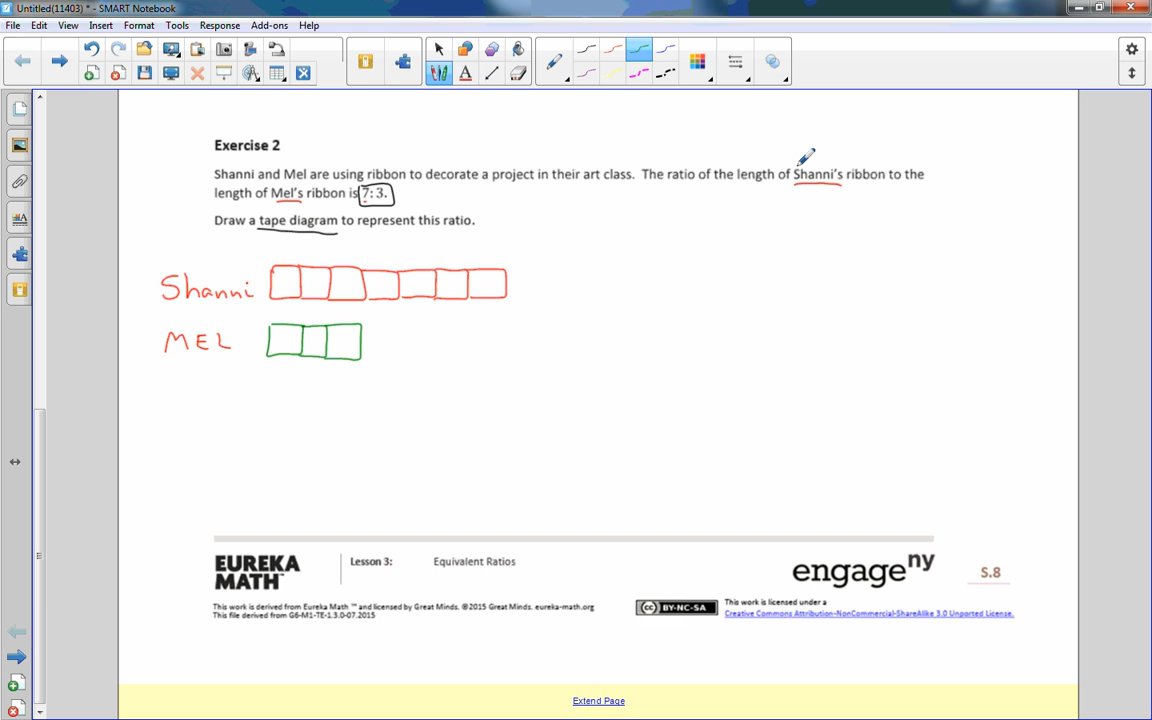 Untitled(11403) * - SMART Notebook
File Edit View Insert Format Tools Response Add-ons Help
Exercise 2
Shanni and Mel are using ribbon to decorate a project in their art class. The ratio of the length of Shanni's ribbon to the
length of Mel's ribbon is 7:3.
Draw a tape diagram to represent this ratio.
Shanni
MEL
EUREKA
MATH™
Lesson 3: Equivalent Ratios
engage ny
S.8
This work is derived from Eureka Math ™ and licensed by Great Minds. ©2015 Great Minds. eureka-math.org
This file derived from G6-M1-TE-1.3.0-07.2015
cc BY-NC-SA
This work is licensed under a
Creative Commons Attribution-NonCommercial-ShareAlike 3.0 Unported License.
Extend Page